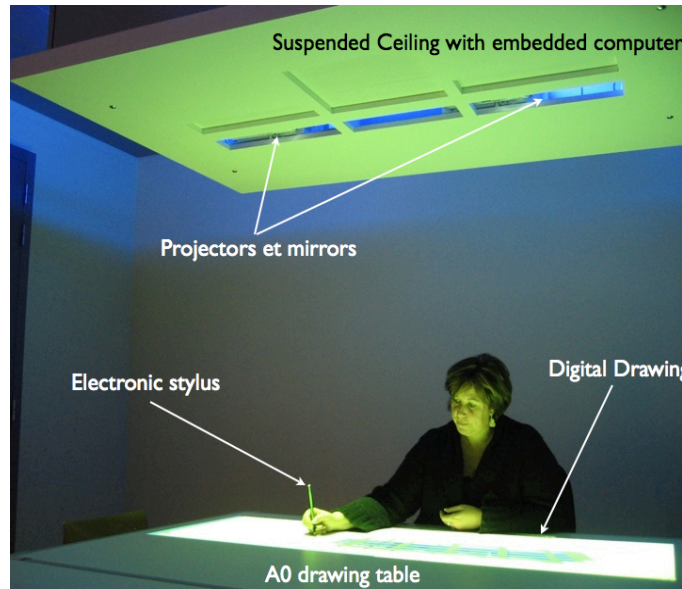 Suspended Ceiling with embedded computer
Projectors et mirrors
Electronic stylus
Digital Drawing
A0 drawing table